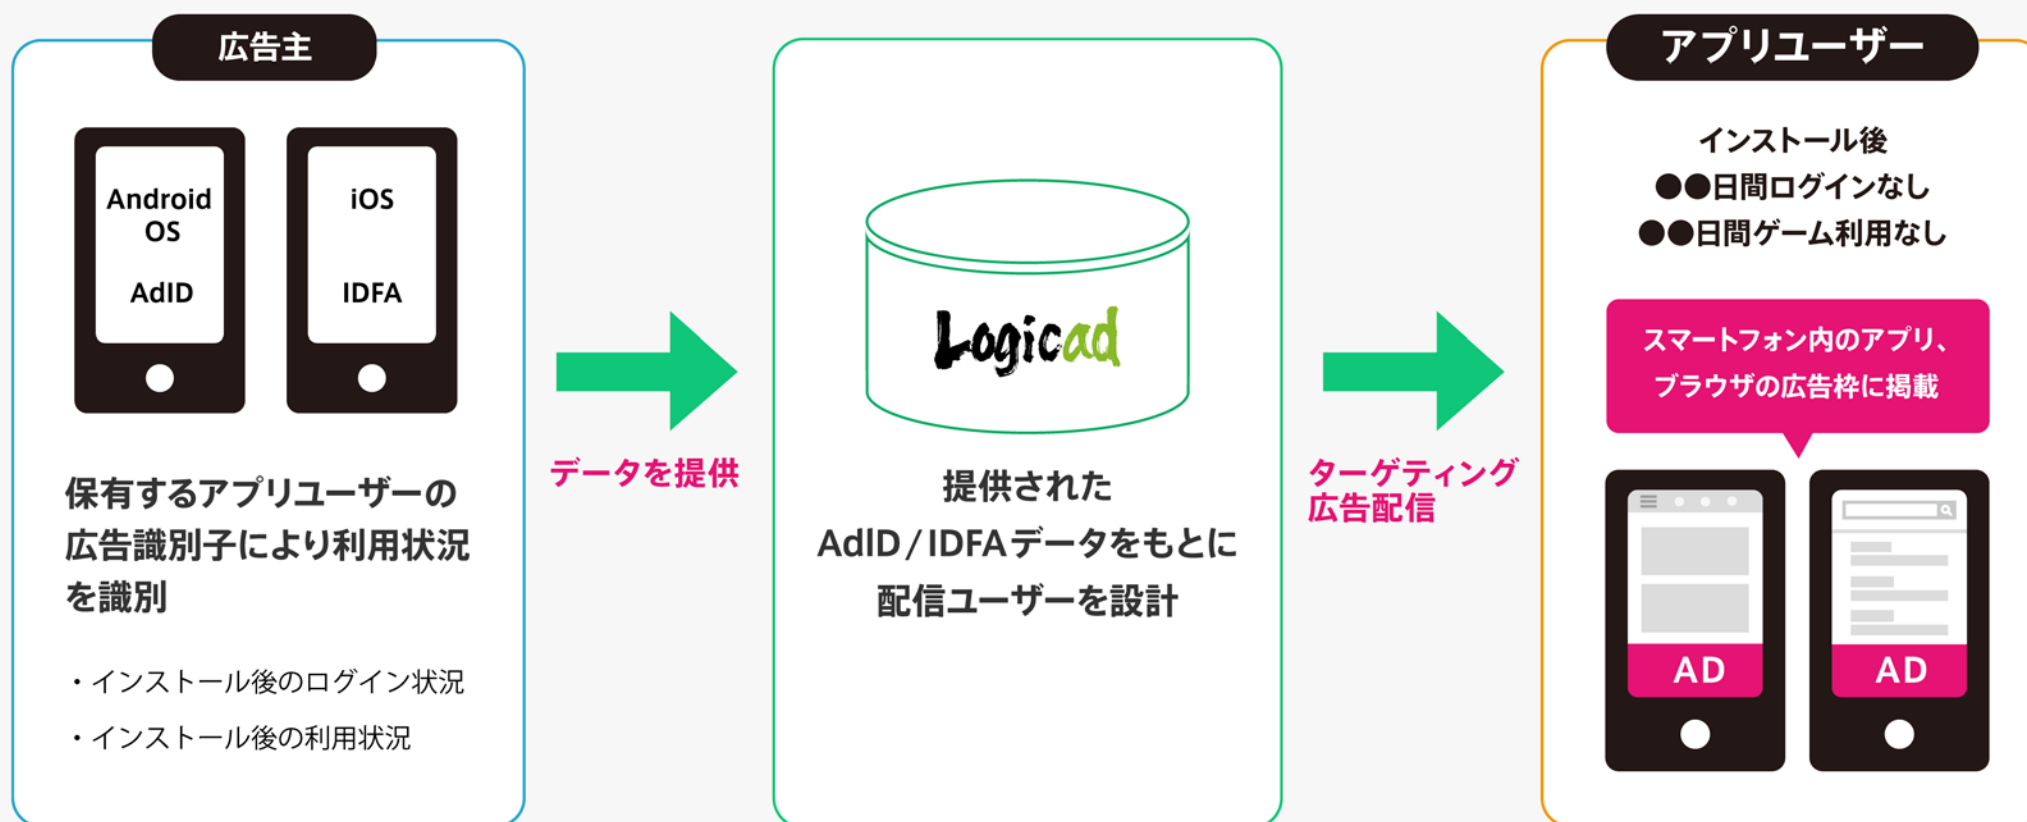 広告主
Android
OS
AdID
iOS
IDFA
保有するアプリユーザーの
広告識別子により利用状況
を識別
・インストール後のログイン状況
・インストール後の利用状況
データを提供
Logicad
提供された
AdID/IDFAデータをもとに
配信ユーザーを設計
ターゲティング
広告配信
アプリユーザー
インストール後
●●日間ログインなし
●●日間ゲーム利用なし
スマートフォン内のアプリ、
ブラウザの広告枠に掲載
AD
AD